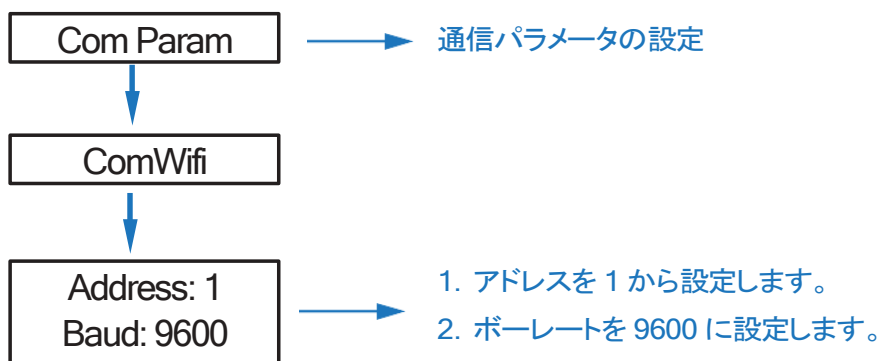 Com Param
通信パラメータの設定
ComWifi
Address: 1
Baud: 9600
1. アドレスを 1 から設定します。
2. ボーレートを 9600 に設定します。